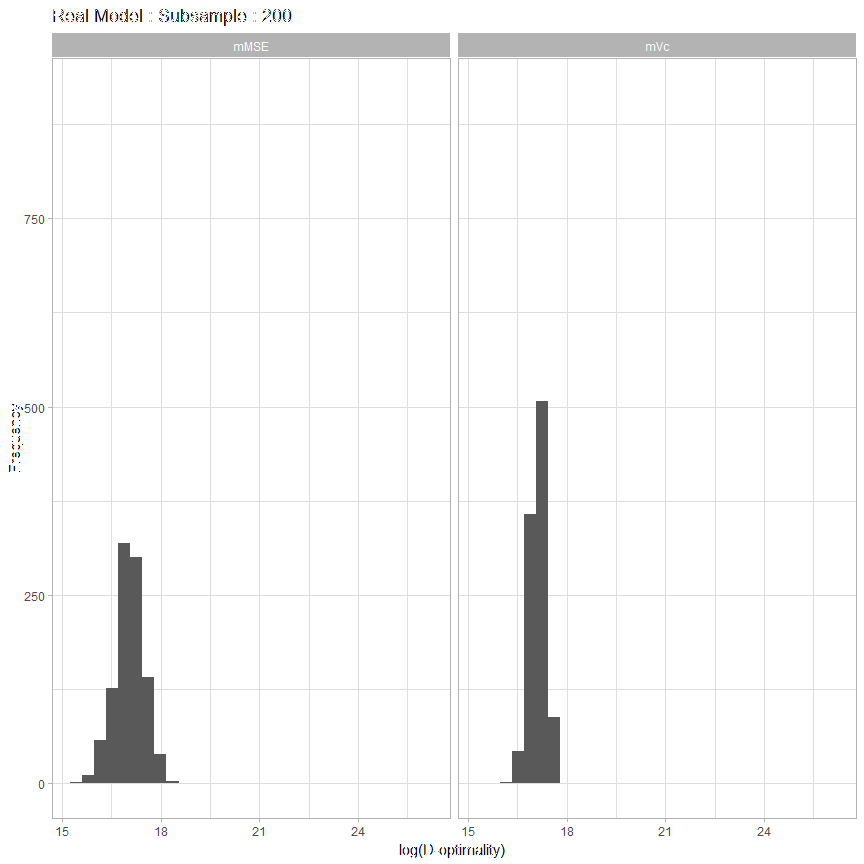 Real Model : Subsample : 200
mMSE mVc
750
500
250
0
Frequency
15 18 21 24 15 18 21 24
log(D-optimality)